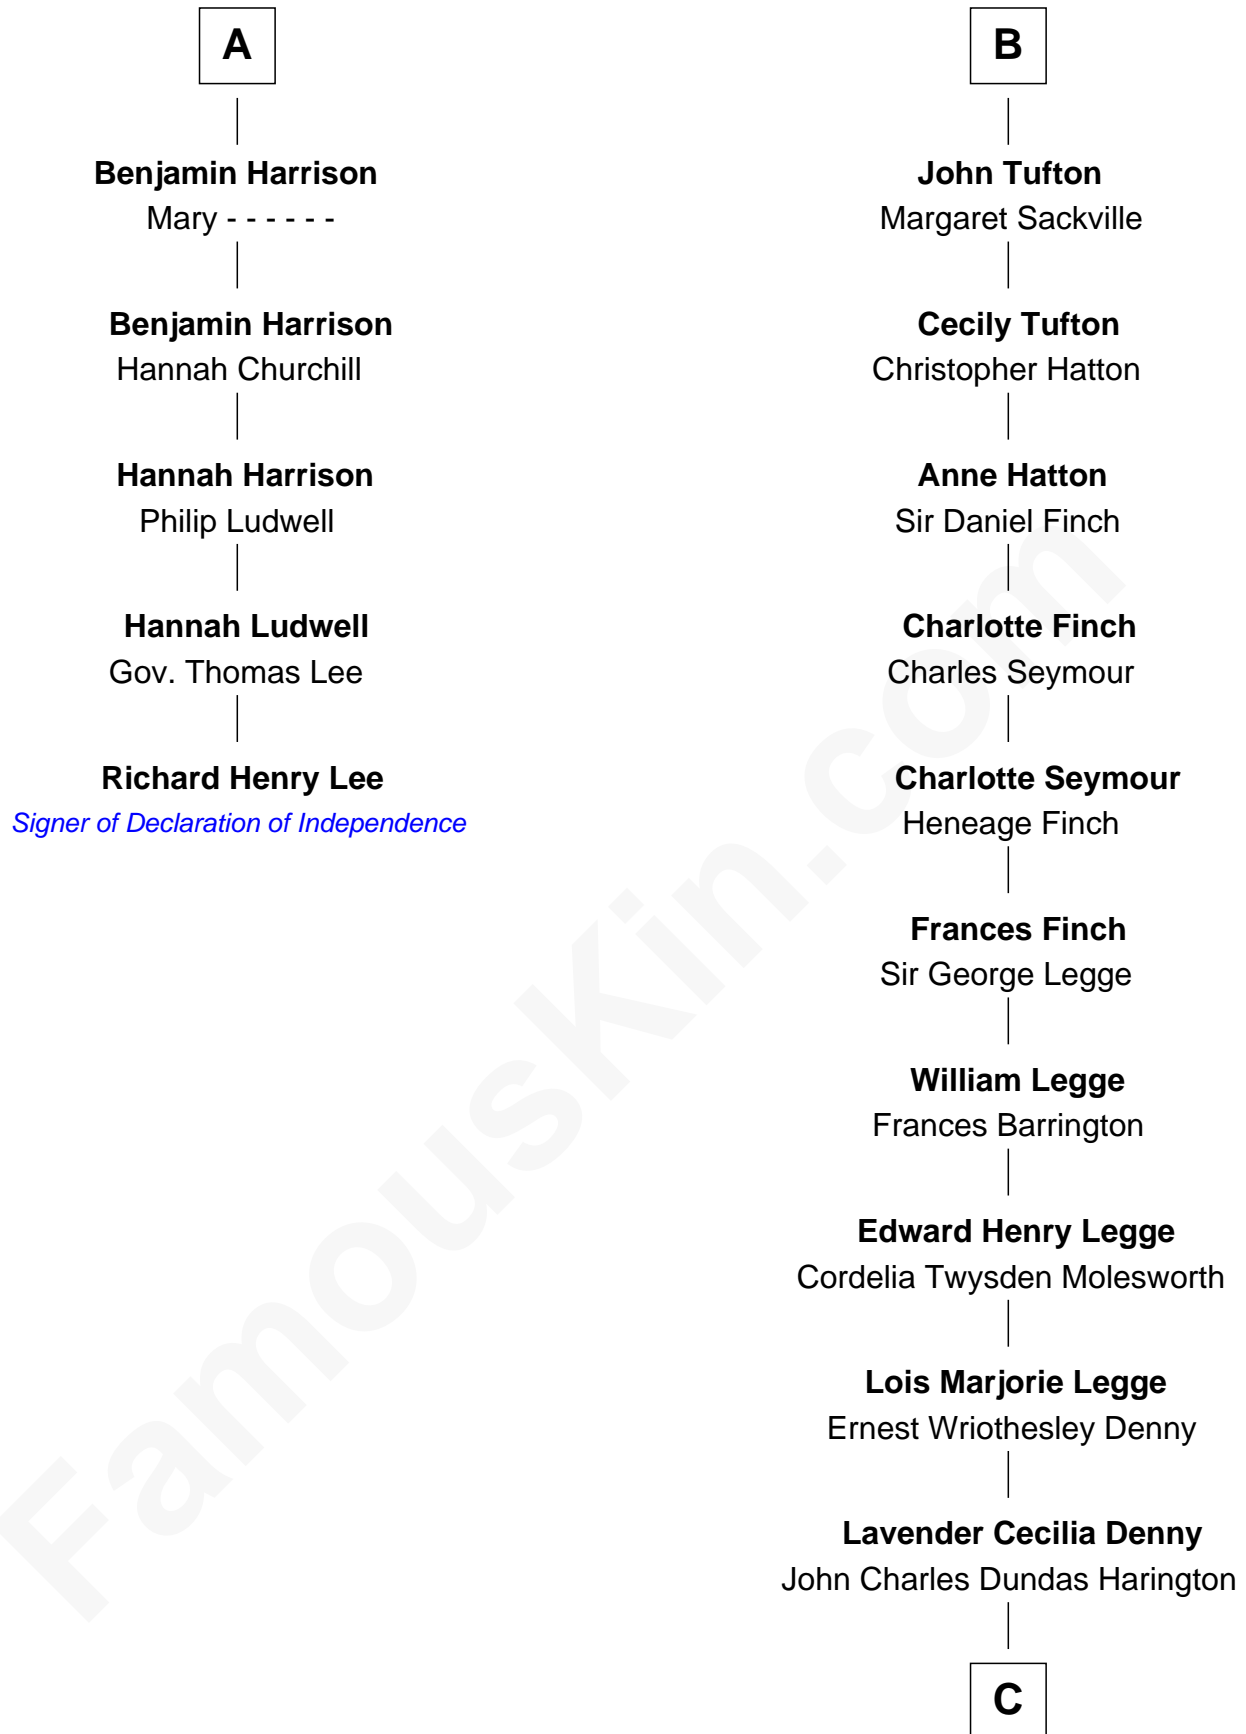 A
Benjamin Harrison
Mary - - - - - -
Benjamin Harrison
Hannah Churchill
Hannah Harrison
Philip Ludwell
Hannah Ludwell
Gov. Thomas Lee
Richard Henry Lee
Signer of Declaration of Independence
B
John Tufton
Margaret Sackville
Cecily Tufton
Christopher Hatton
Anne Hatton
Sir Daniel Finch
Charlotte Finch
Charles Seymour
Charlotte Seymour
Heneage Finch
Frances Finch
Sir George Legge
William Legge
Frances Barrington
Edward Henry Legge
Cordelia Twysden Molesworth
Lois Marjorie Legge
Ernest Wriothesley Denny
Lavender Cecilia Denny
John Charles Dundas Harington
C
FamousKin.com